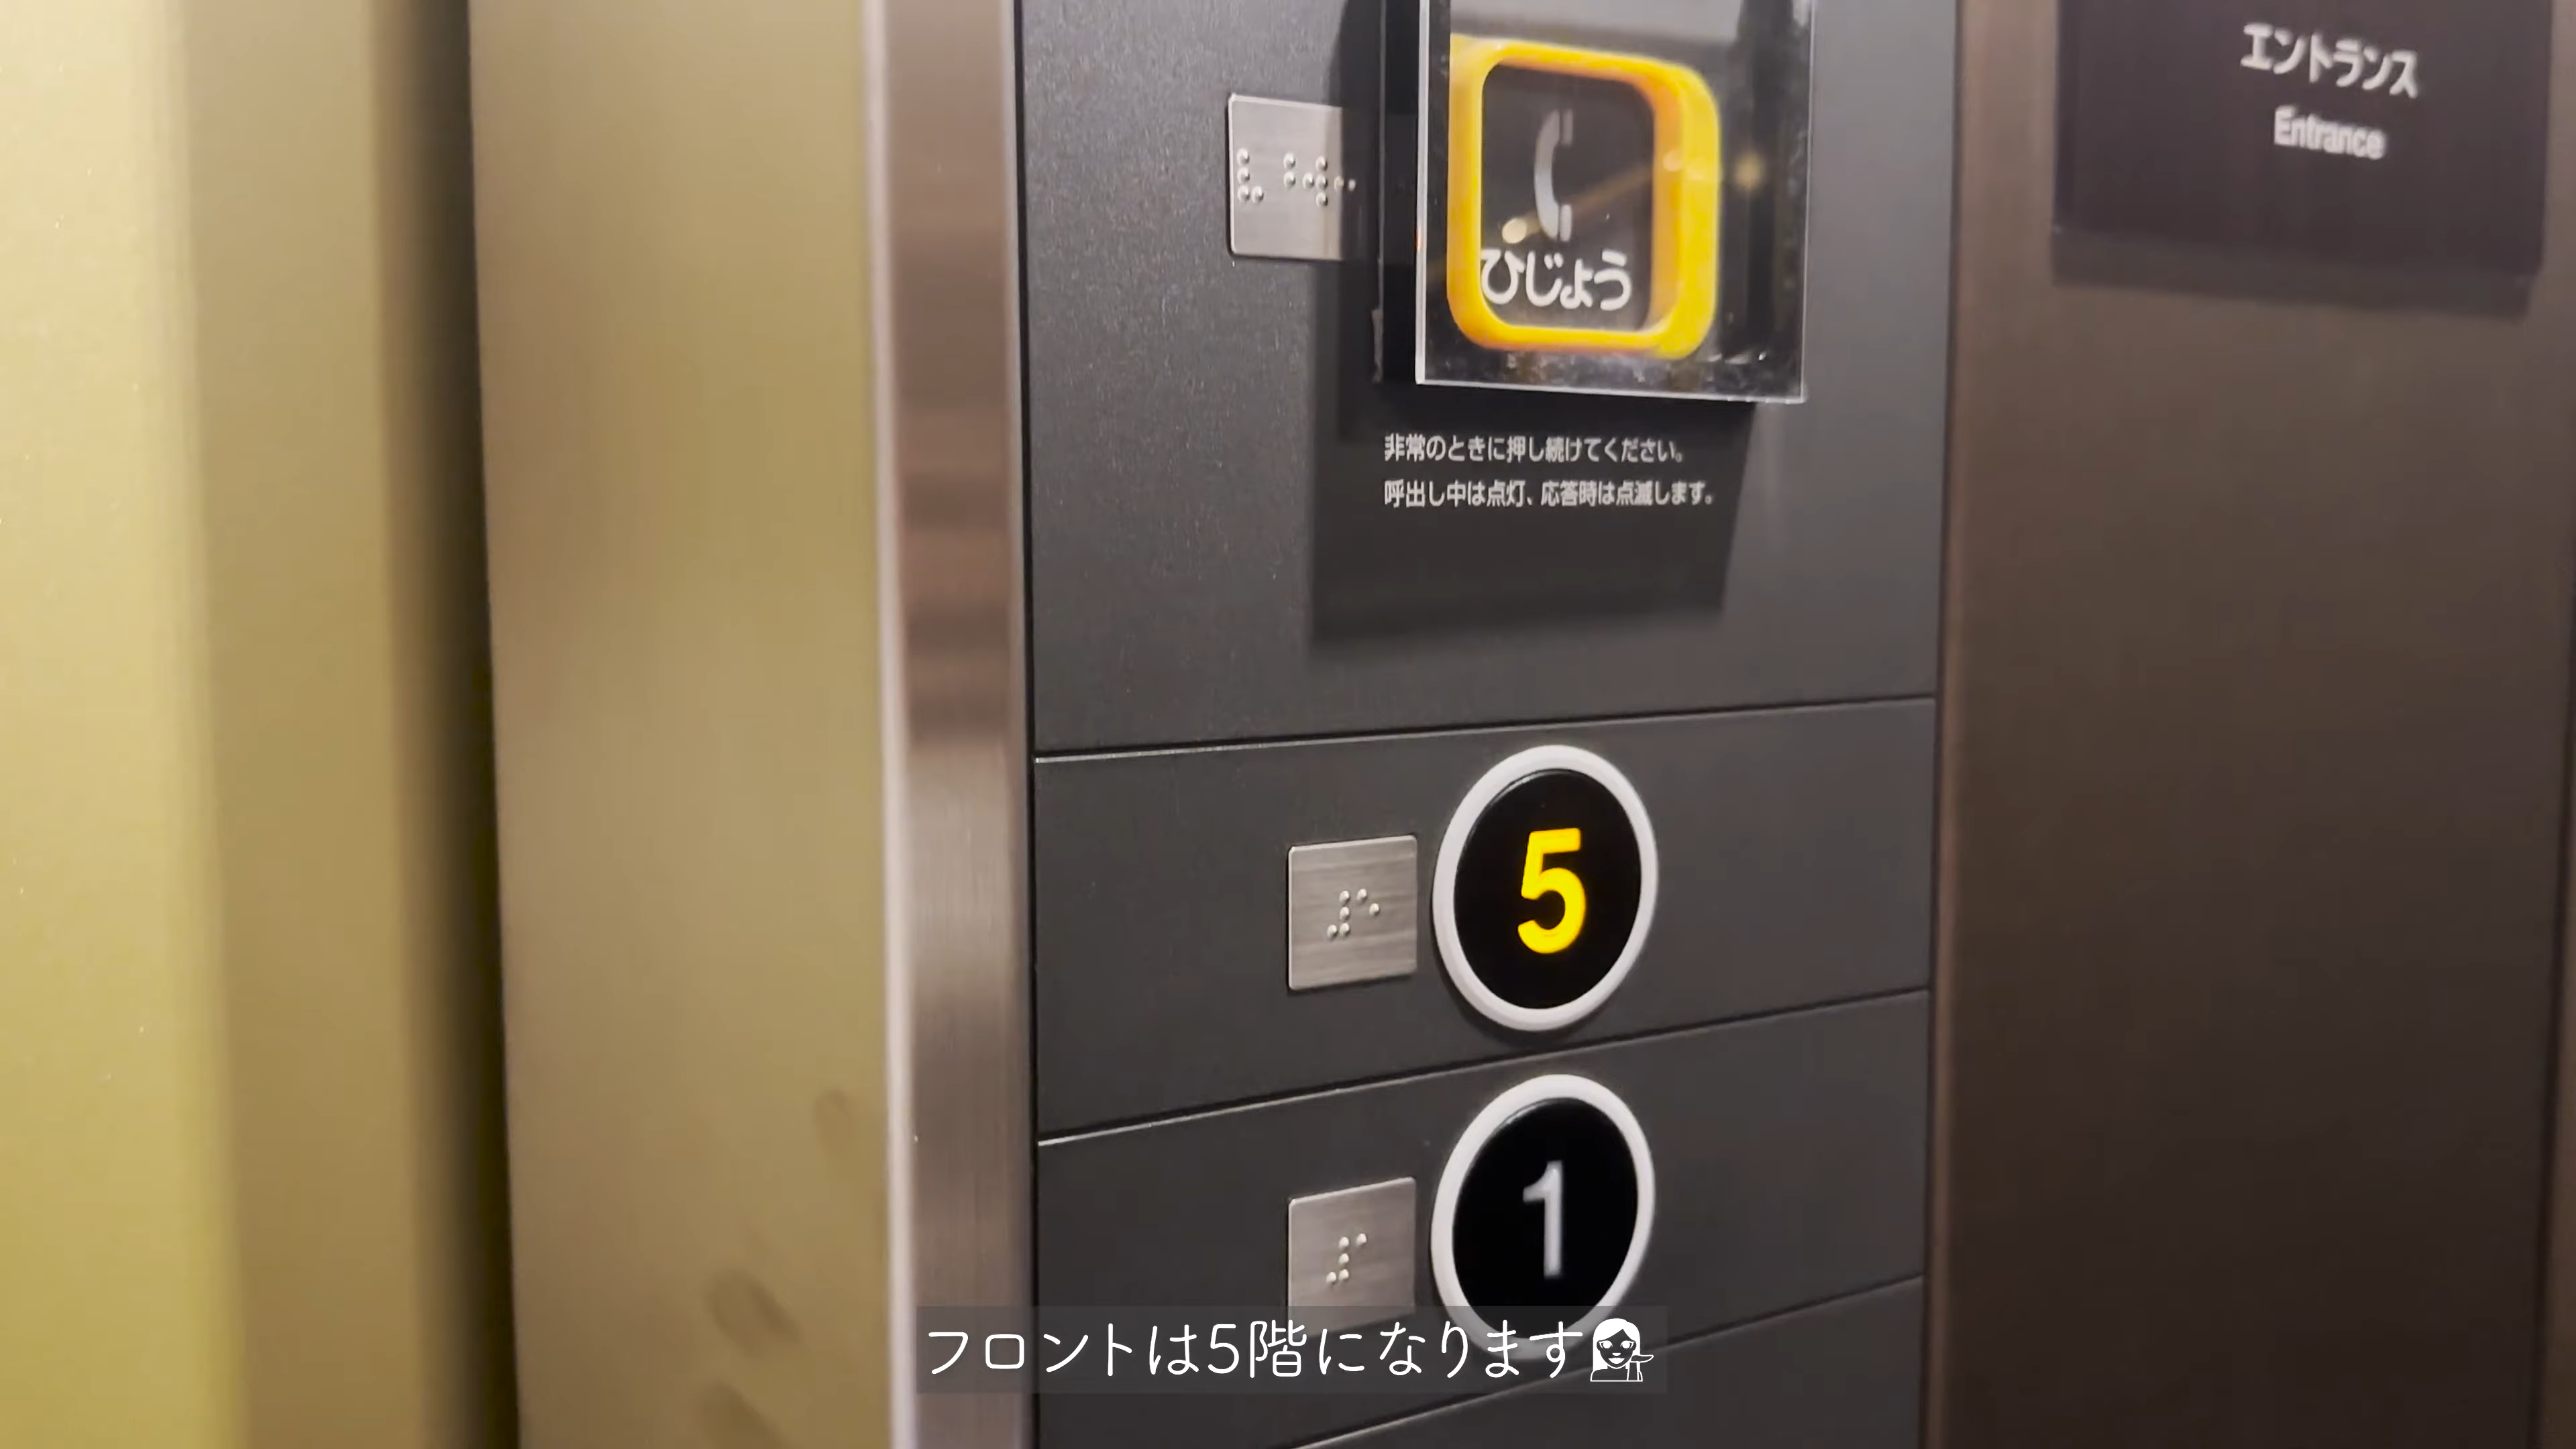 エントランス
Entrance
ひじょう
非常のときに押し続けてください。
呼出し中は点灯、応答時は点滅します。
5
1
フロントは5階になります💁‍♀️